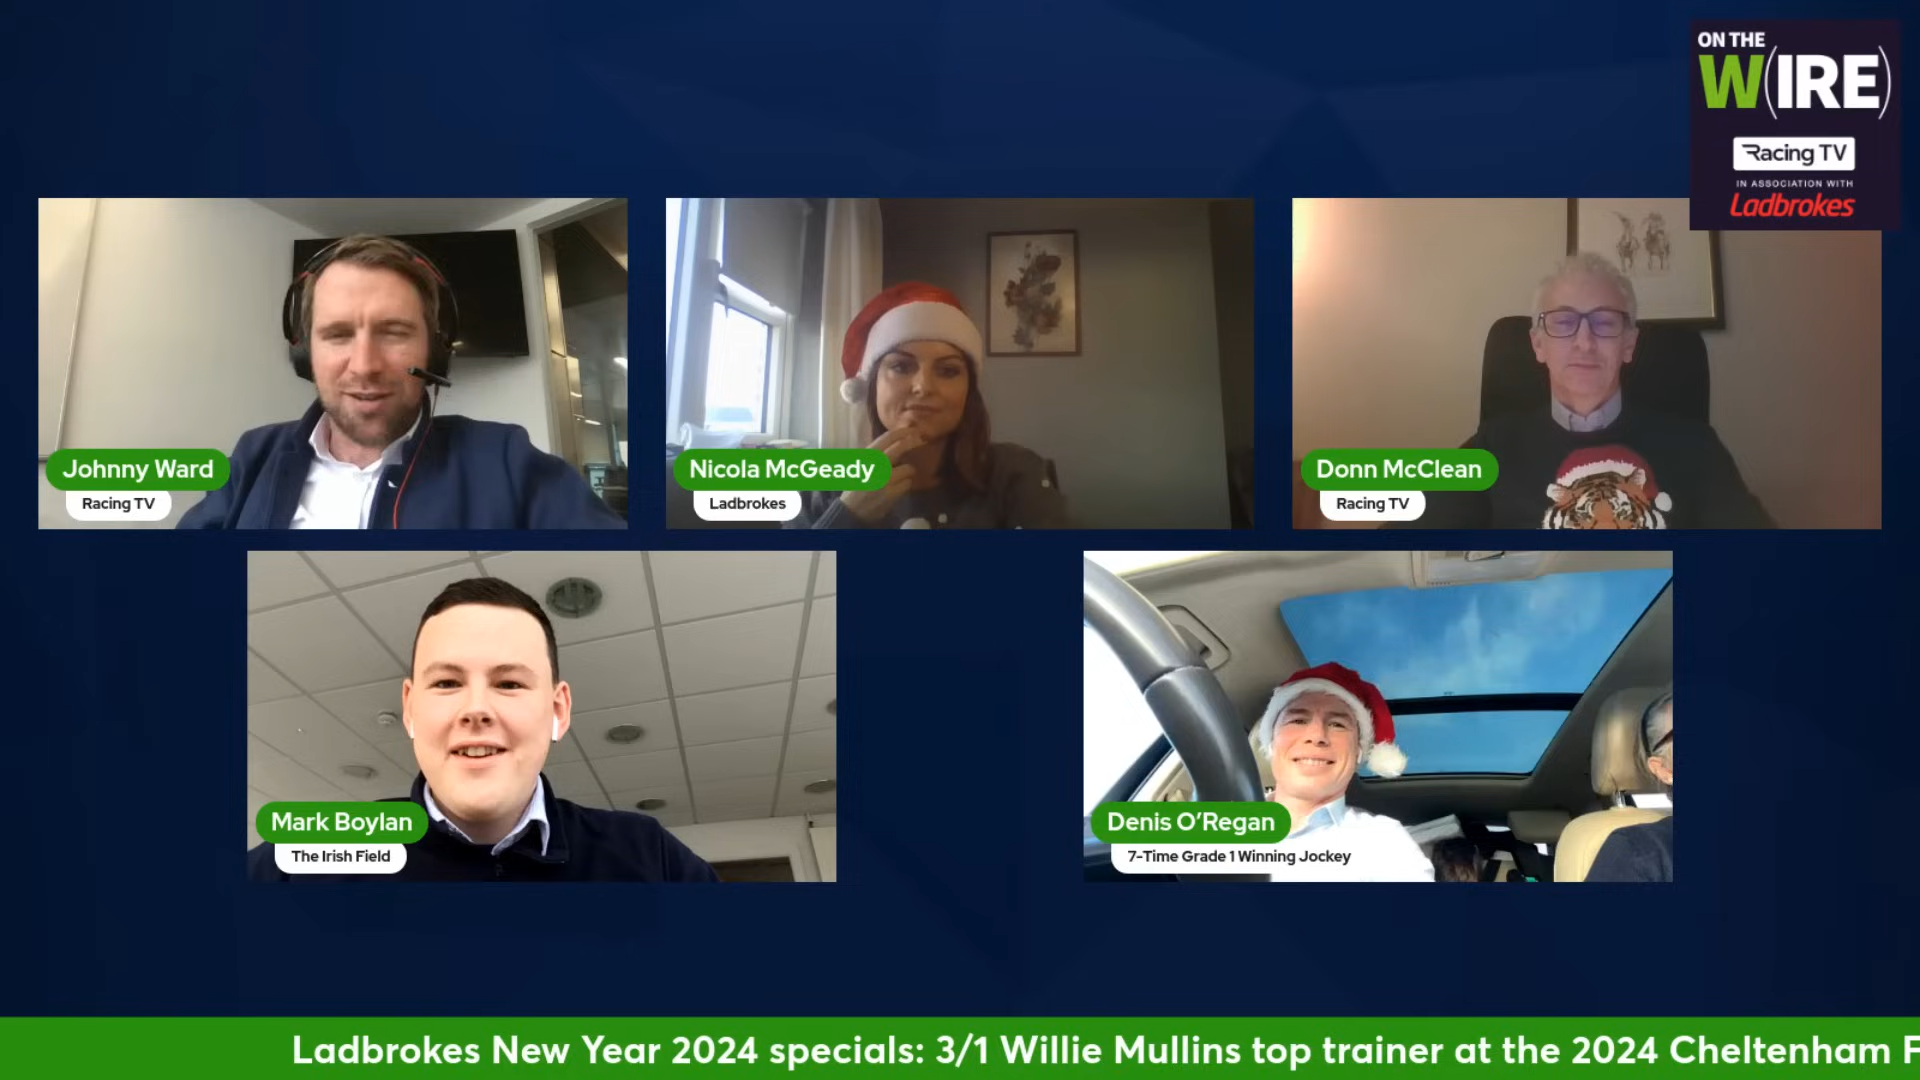 ON THE
W(IRE)
Racing TV
IN ASSOCIATION WITH
Ladbrokes
Johnny Ward
Racing TV
Nicola McGeady
Ladbrokes
Donn McClean
Racing TV
Mark Boylan
The Irish Field
Denis O’Regan
7-Time Grade 1 Winning Jockey
Ladbrokes New Year 2024 specials: 3/1 Willie Mullins top trainer at the 2024 Cheltenham F